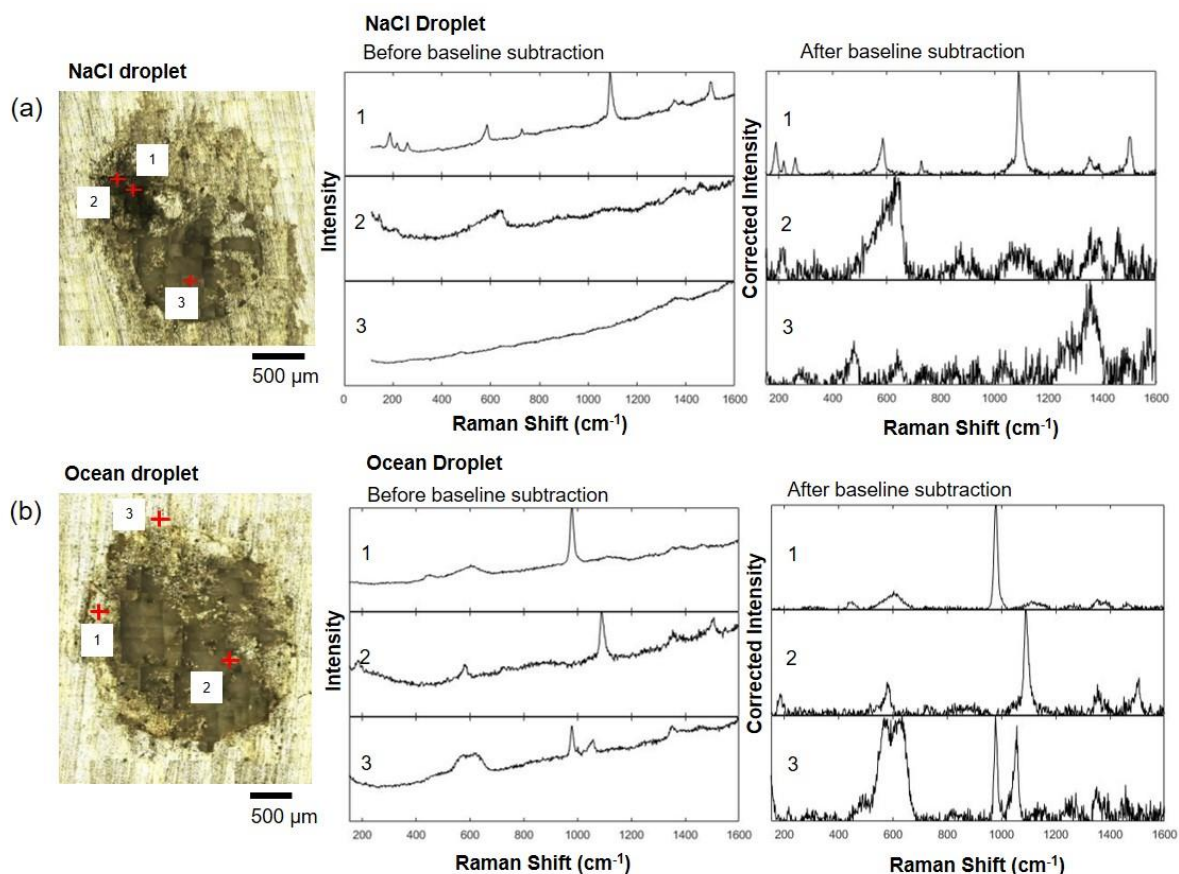 NaCl Droplet
Before baseline subtraction
After baseline subtraction
NaCl droplet
(a)
1
2
3
500 µm
Intensity
1
2
3
0 200 400 600 800 1000 1200 1400 1600
Raman Shift (cm-1)
Corrected Intensity
1
2
3
200 400 600 800 1000 1200 1400 1600
Raman Shift (cm-1)
Ocean Droplet
Before baseline subtraction
After baseline subtraction
Ocean droplet
(b)
3
1
2
500 µm
Intensity
1
2
3
200 400 600 800 1000 1200 1400 1600
Raman Shift (cm-1)
Corrected Intensity
1
2
3
200 400 600 800 1000 1200 1400 1600
Raman Shift (cm-1)